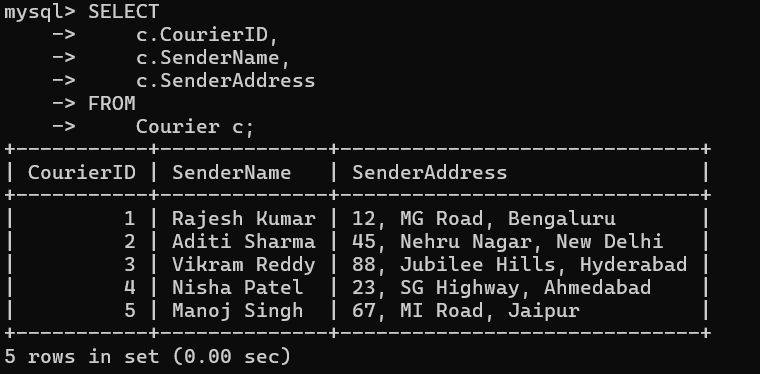 mysql> SELECT
    ->     c.CourierID,
    ->     c.SenderName,
    ->     c.SenderAddress
    -> FROM
    ->     Courier c;
+-----------+--------------+------------------------------+
| CourierID | SenderName   | SenderAddress                |
+-----------+--------------+------------------------------+
|         1 | Rajesh Kumar | 12, MG Road, Bengaluru       |
|         2 | Aditi Sharma | 45, Nehru Nagar, New Delhi   |
|         3 | Vikram Reddy | 88, Jubilee Hills, Hyderabad |
|         4 | Nisha Patel  | 23, SG Highway, Ahmedabad    |
|         5 | Manoj Singh  | 67, MI Road, Jaipur          |
+-----------+--------------+------------------------------+
5 rows in set (0.00 sec)